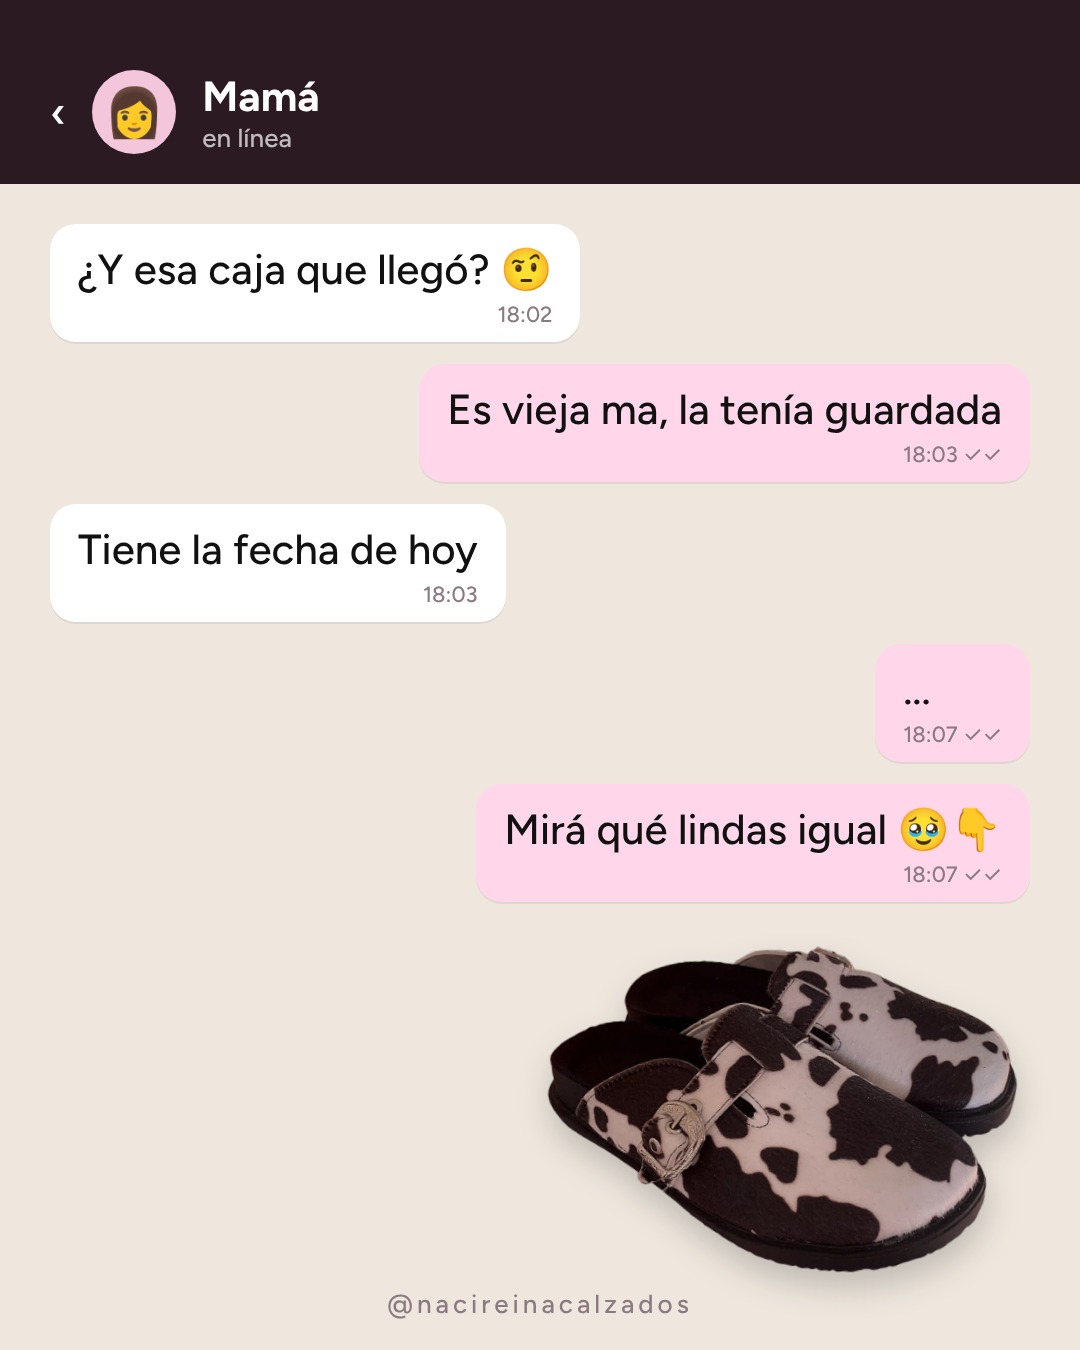 Mamá
en línea
¿Y esa caja que llegó? 🤨
18:02
Es vieja ma, la tenía guardada
18:03 ✓✓
Tiene la fecha de hoy
18:03
...
18:07 ✓✓
Mirá qué lindas igual 🥹👇
18:07 ✓✓
@nacireinacalzados